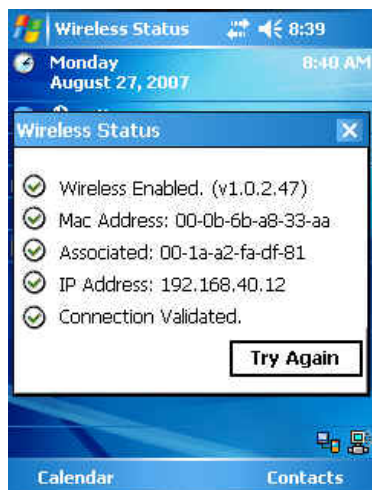 Wireless Status 8:39
Monday 8:40 AM
August 27, 2007
Wireless Status
Wireless Enabled. (v1.0.2.47)
Mac Address: 00-0b-6b-a8-33-aa
Associated: 00-1a-a2-fa-df-81
IP Address: 192.168.40.12
Connection Validated.
Try Again
Calendar Contacts